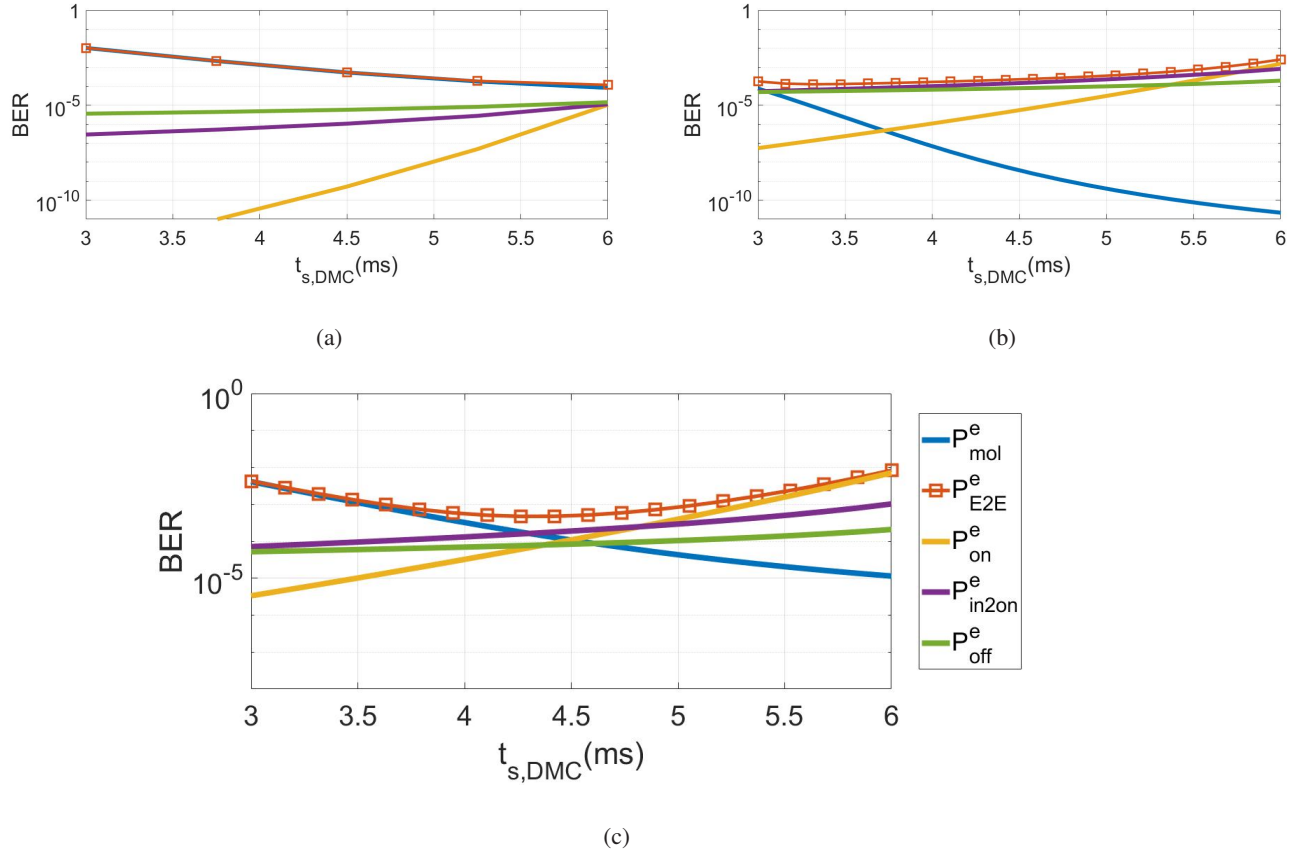 1
10^-5
10^-10
BER
3 3.5 4 4.5 5 5.5 6
t_s,DMC(ms)
(a)
1
10^-5
10^-10
BER
3 3.5 4 4.5 5 5.5 6
t_s,DMC(ms)
(b)
10^0
10^-5
BER
3 3.5 4 4.5 5 5.5 6
t_s,DMC(ms)
P^e_mol
P^e_E2E
P^e_on
P^e_in2on
P^e_off
(c)